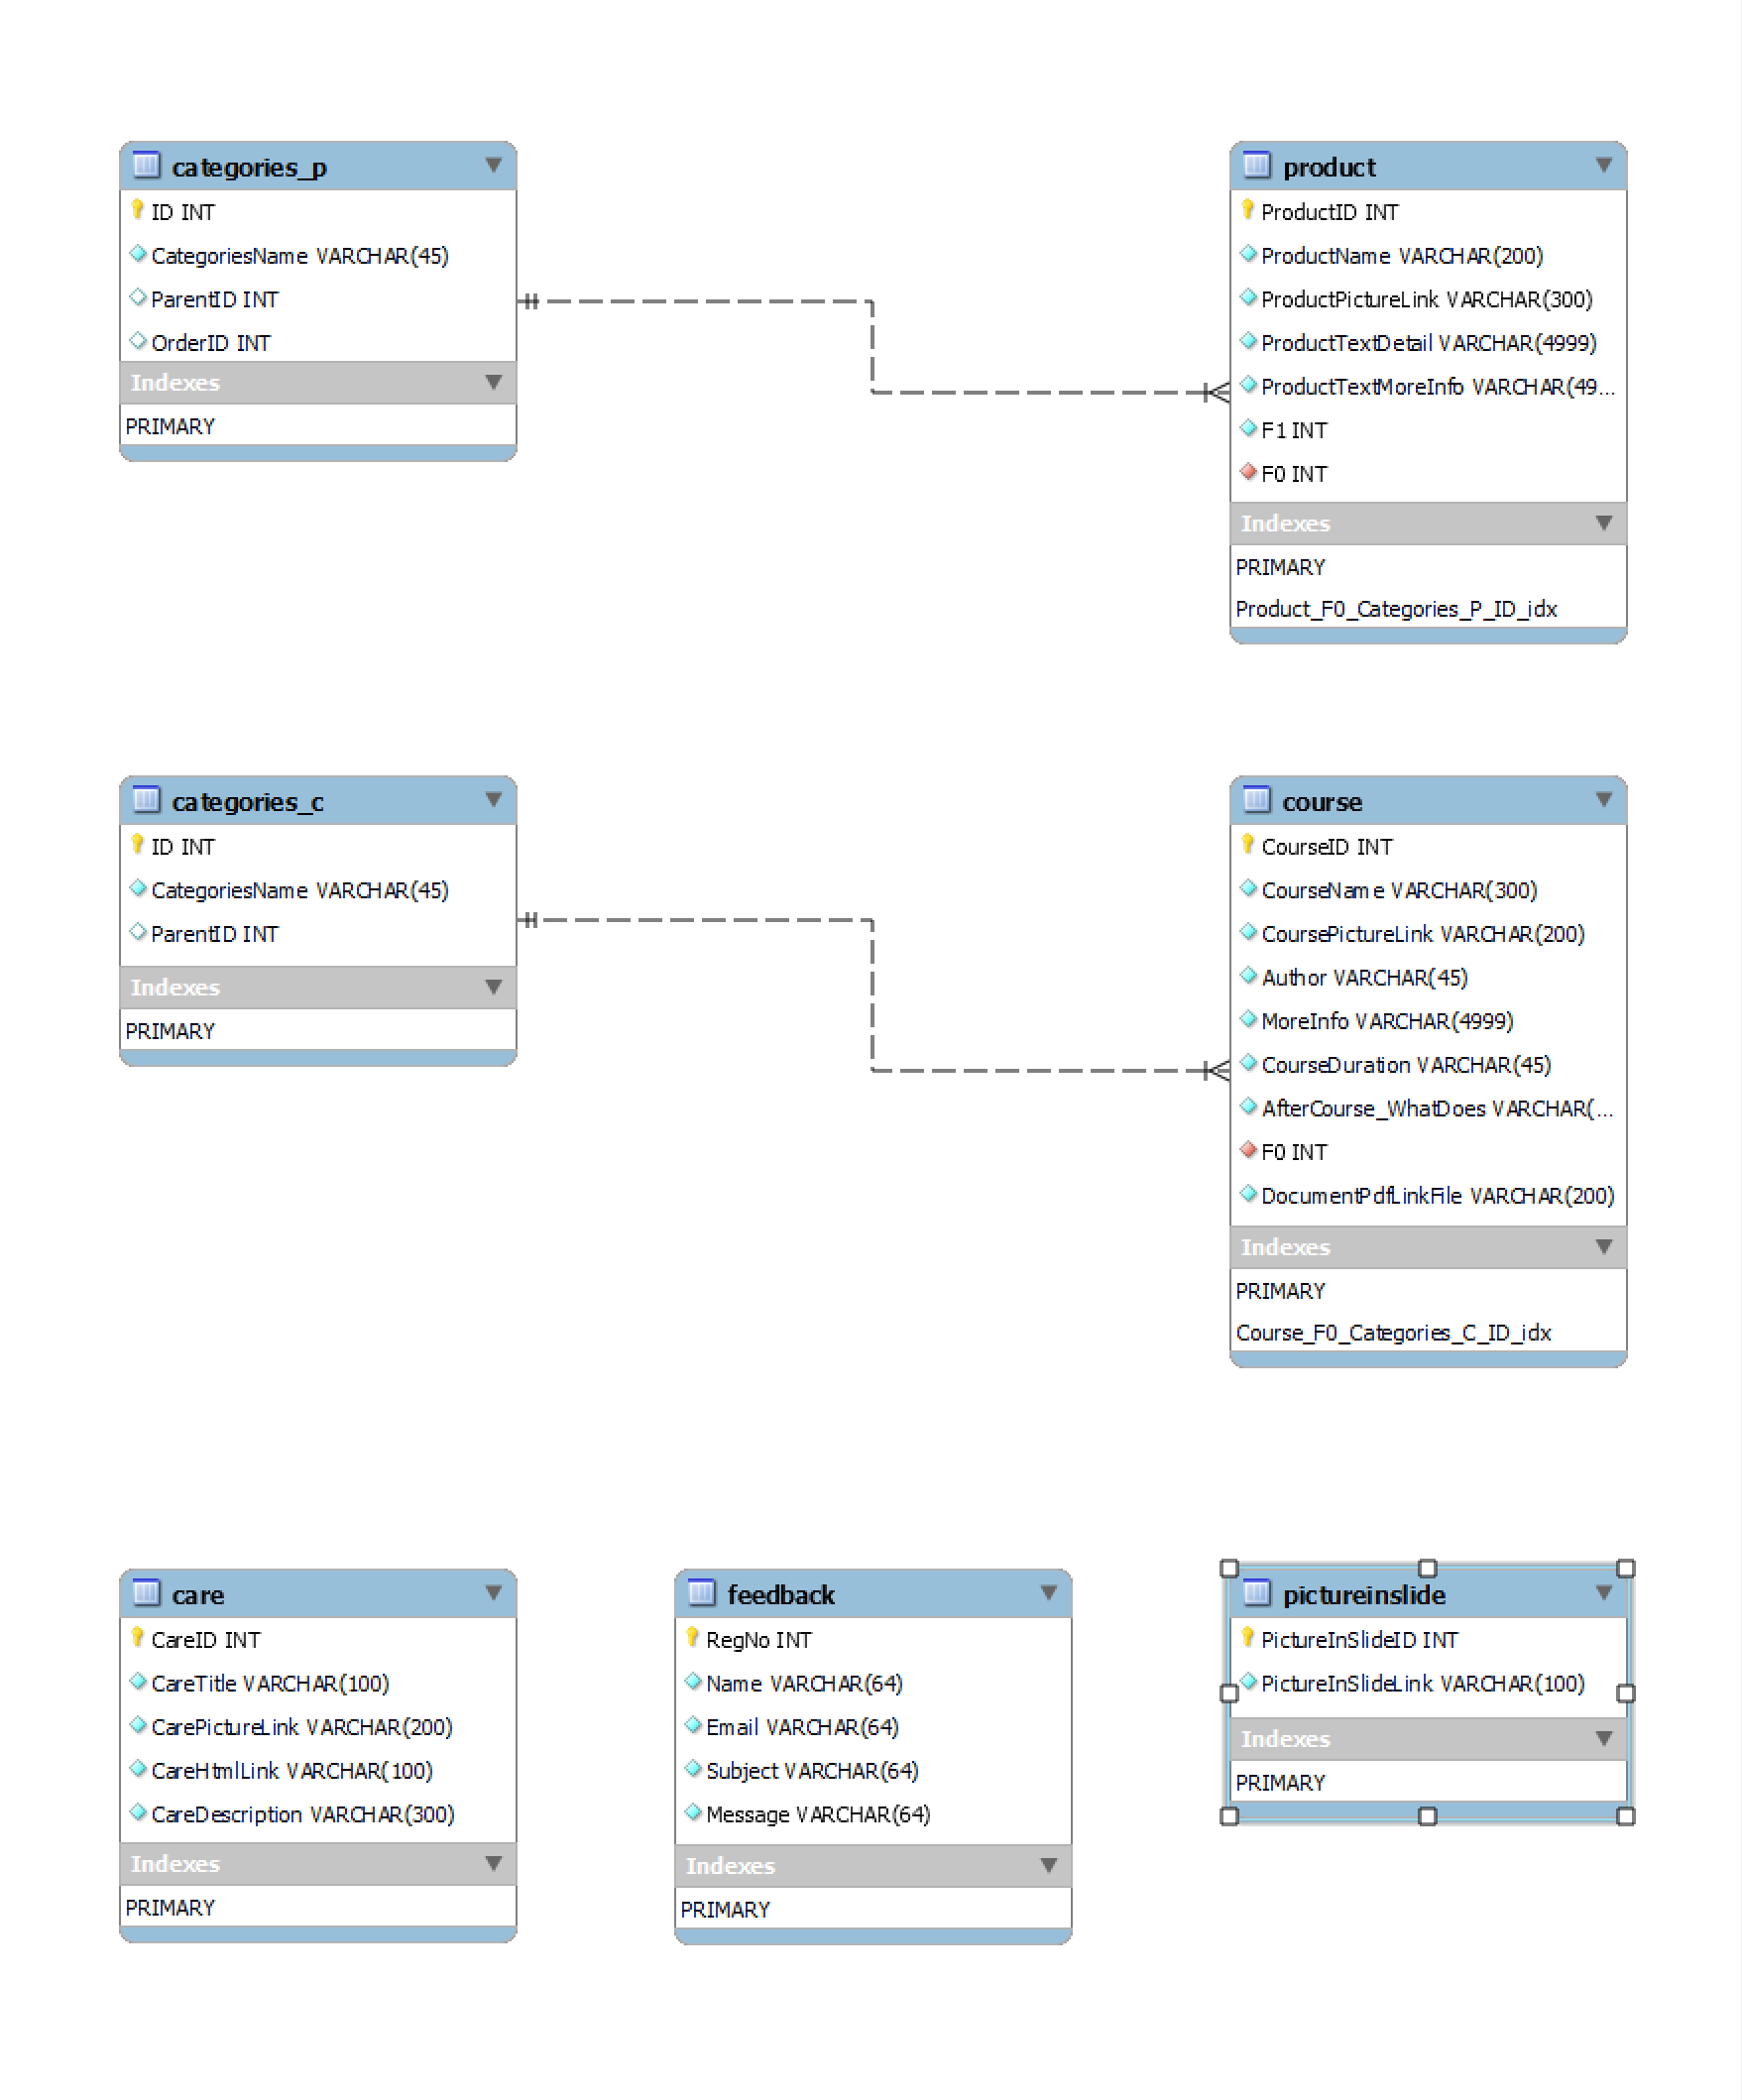 categories_p
ID INT
CategoriesName VARCHAR(45)
ParentID INT
OrderID INT
Indexes
PRIMARY
product
ProductID INT
ProductName VARCHAR(200)
ProductPictureLink VARCHAR(300)
ProductTextDetail VARCHAR(4999)
ProductTextMoreInfo VARCHAR(49...
F1 INT
F0 INT
Indexes
PRIMARY
Product_F0_Categories_P_ID_idx
categories_c
ID INT
CategoriesName VARCHAR(45)
ParentID INT
Indexes
PRIMARY
course
CourseID INT
CourseName VARCHAR(300)
CoursePictureLink VARCHAR(200)
Author VARCHAR(45)
MoreInfo VARCHAR(4999)
CourseDuration VARCHAR(45)
AfterCourse_WhatDoes VARCHAR(...
F0 INT
DocumentPdfLinkFile VARCHAR(200)
Indexes
PRIMARY
Course_F0_Categories_C_ID_idx
care
CareID INT
CareTitle VARCHAR(100)
CarePictureLink VARCHAR(200)
CareHtmlLink VARCHAR(100)
CareDescription VARCHAR(300)
Indexes
PRIMARY
feedback
RegNo INT
Name VARCHAR(64)
Email VARCHAR(64)
Subject VARCHAR(64)
Message VARCHAR(64)
Indexes
PRIMARY
pictureinslide
PictureInSlideID INT
PictureInSlideLink VARCHAR(100)
Indexes
PRIMARY